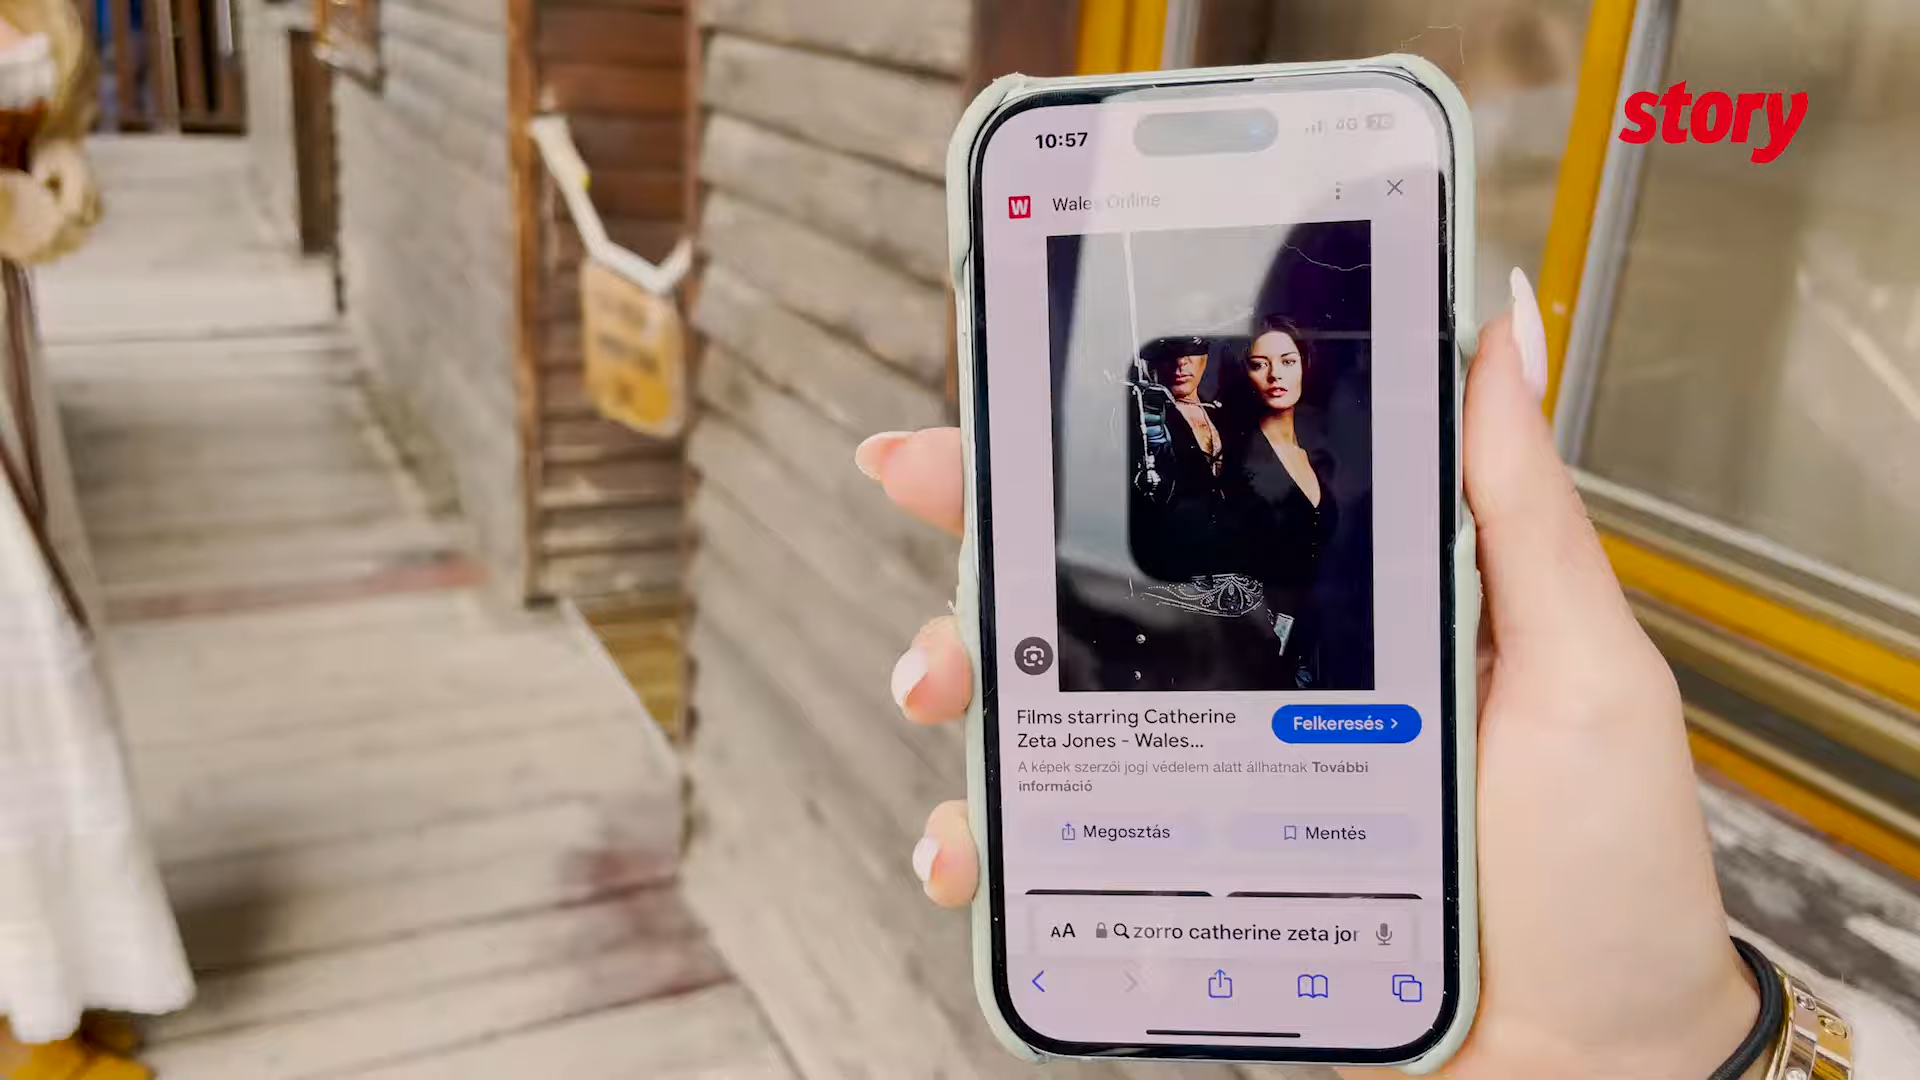 story
10:57
4G
W
Wales Online
Films starring Catherine
Zeta Jones - Wales...
Felkeresés >
A képek szerzői jogi védelem alatt állhatnak További
információ
Megosztás
Mentés
AA
zorro catherine zeta jor